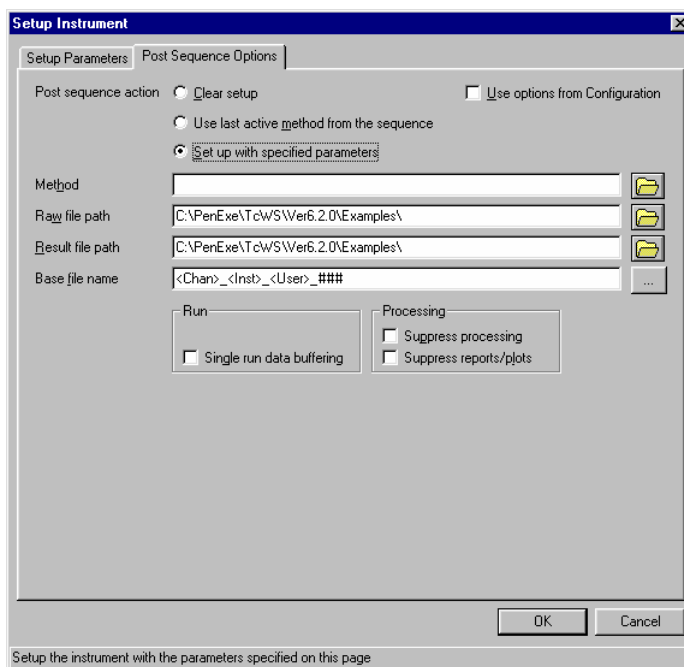 Setup Instrument
Setup Parameters Post Sequence Options
Post sequence action Clear setup Use options from Configuration
Use last active method from the sequence
Set up with specified parameters
Method
Raw file path C:\PenExe\TcWS\Ver6.2.0\Examples\
Result file path C:\PenExe\TcWS\Ver6.2.0\Examples\
Base file name <Chan>_<Inst>_<User>_### ...
Run Processing
Suppress processing
Single run data buffering Suppress reports/plots
OK Cancel
Setup the instrument with the parameters specified on this page